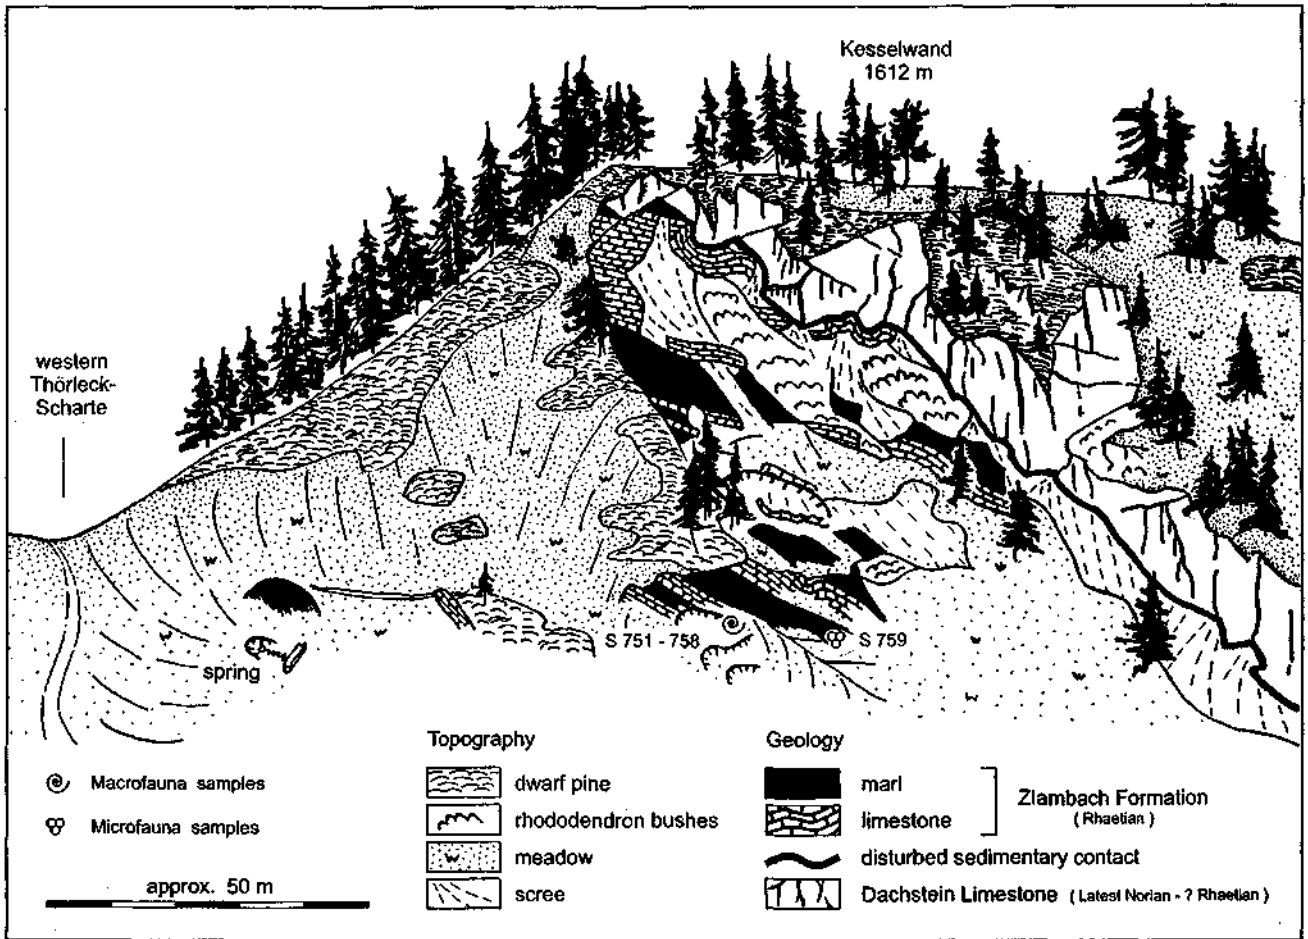 Kesselwand
1612 m
western
Thörleck-
Scharte
spring
S 751 - 758
S 759
Topography
Geology
Macrofauna samples
Microfauna samples
approx. 50 m
dwarf pine
rhododendron bushes
meadow
scree
marl
limestone
Zlambach Formation
( Rhaetian )
disturbed sedimentary contact
Dachstein Limestone ( Latest Norian - ? Rhaetian )